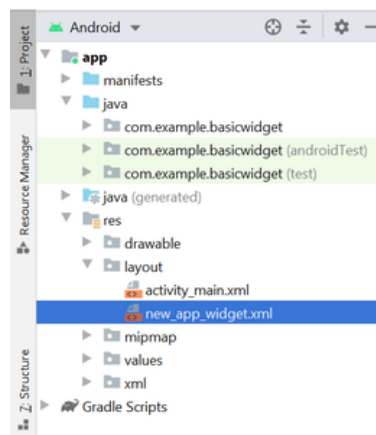 Android
1: Project
Resource Manager
Z: Structure
app
manifests
java
com.example.basicwidget
com.example.basicwidget (androidTest)
com.example.basicwidget (test)
java (generated)
res
drawable
layout
activity_main.xml
new_app_widget.xml
mipmap
values
xml
Gradle Scripts